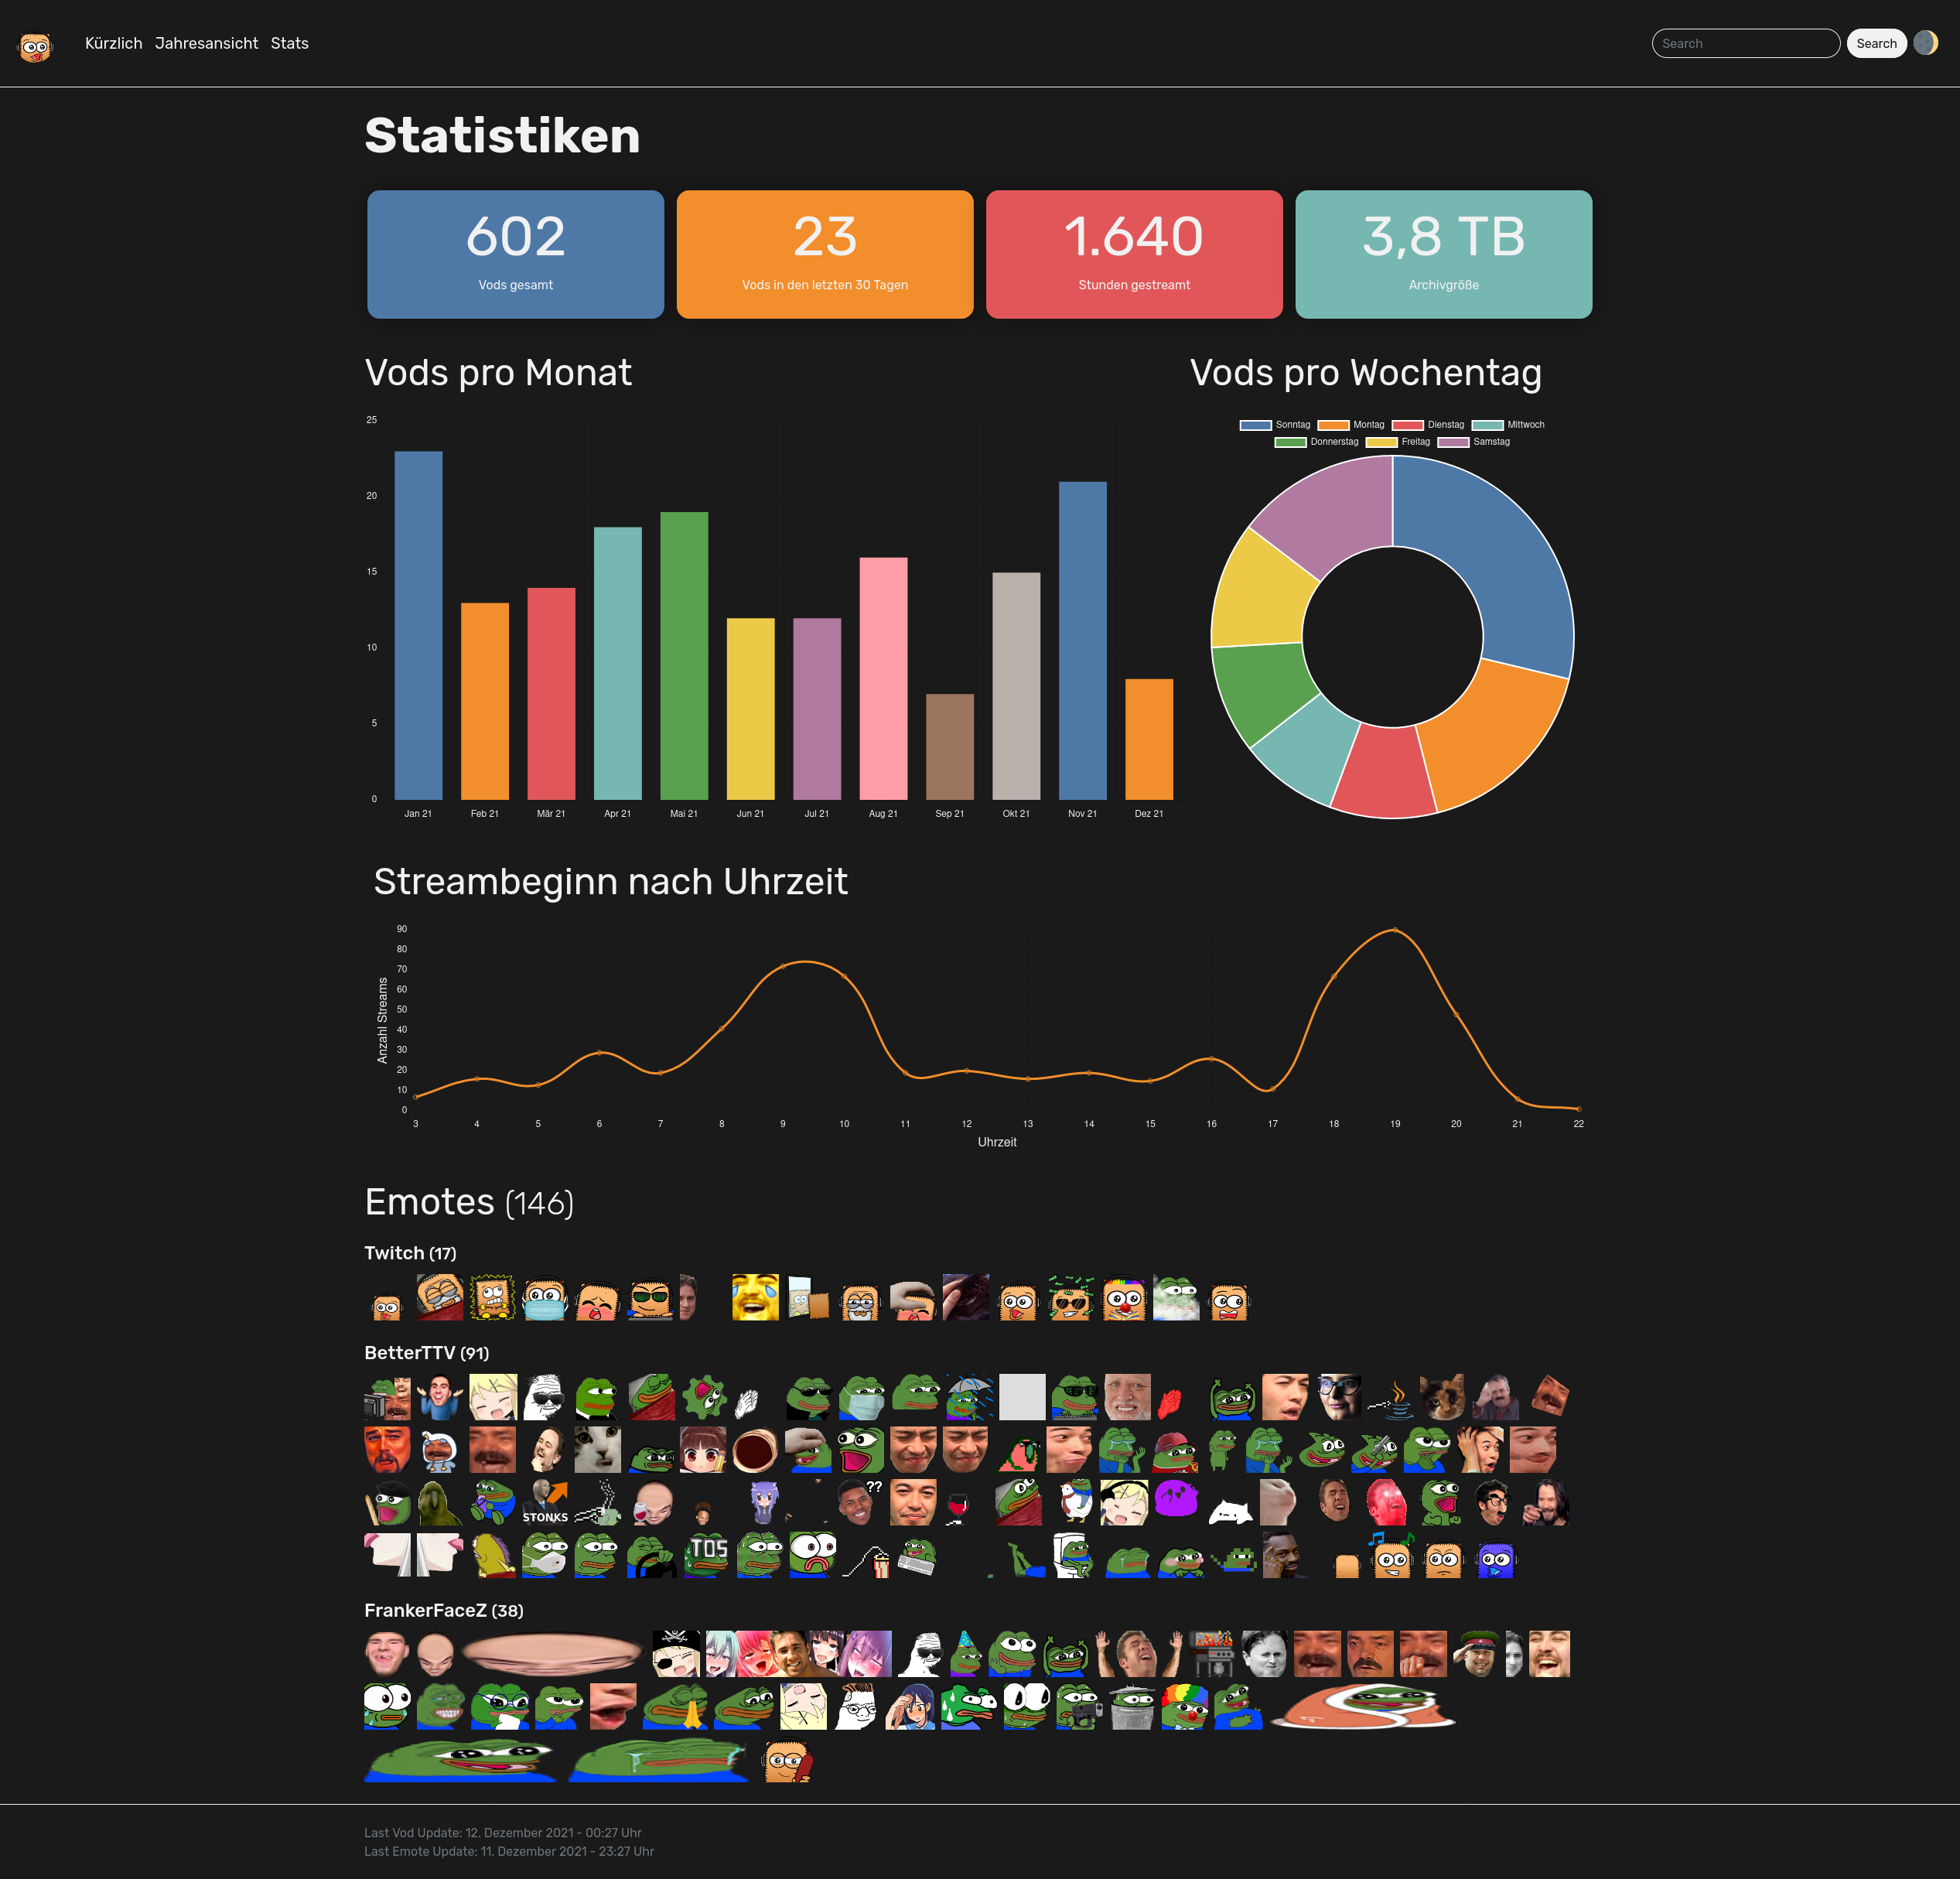 Kürzlich Jahresansicht Stats
Search Search
Statistiken
602 23 1.640 3,8 TB
Vods gesamt Vods in den letzten 30 Tagen Stunden gestreamt Archivgröße
Vods pro Monat
25
20
15
10
5
0
Jan 21 Feb 21 Mär 21 Apr 21 Mai 21 Jun 21 Jul 21 Aug 21 Sep 21 Okt 21 Nov 21 Dez 21
Vods pro Wochentag
Sonntag Montag Dienstag Mittwoch
Donnerstag Freitag Samstag
Streambeginn nach Uhrzeit
Anzahl Streams
90
80
70
60
50
40
30
20
10
0
3 4 5 6 7 8 9 10 11 12 13 14 15 16 17 18 19 20 21 22
Uhrzeit
Emotes (146)
Twitch (17)
BetterTTV (91)
??
STONKS
TOS
FrankerFaceZ (38)
Last Vod Update: 12. Dezember 2021 - 00:27 Uhr
Last Emote Update: 11. Dezember 2021 - 23:27 Uhr